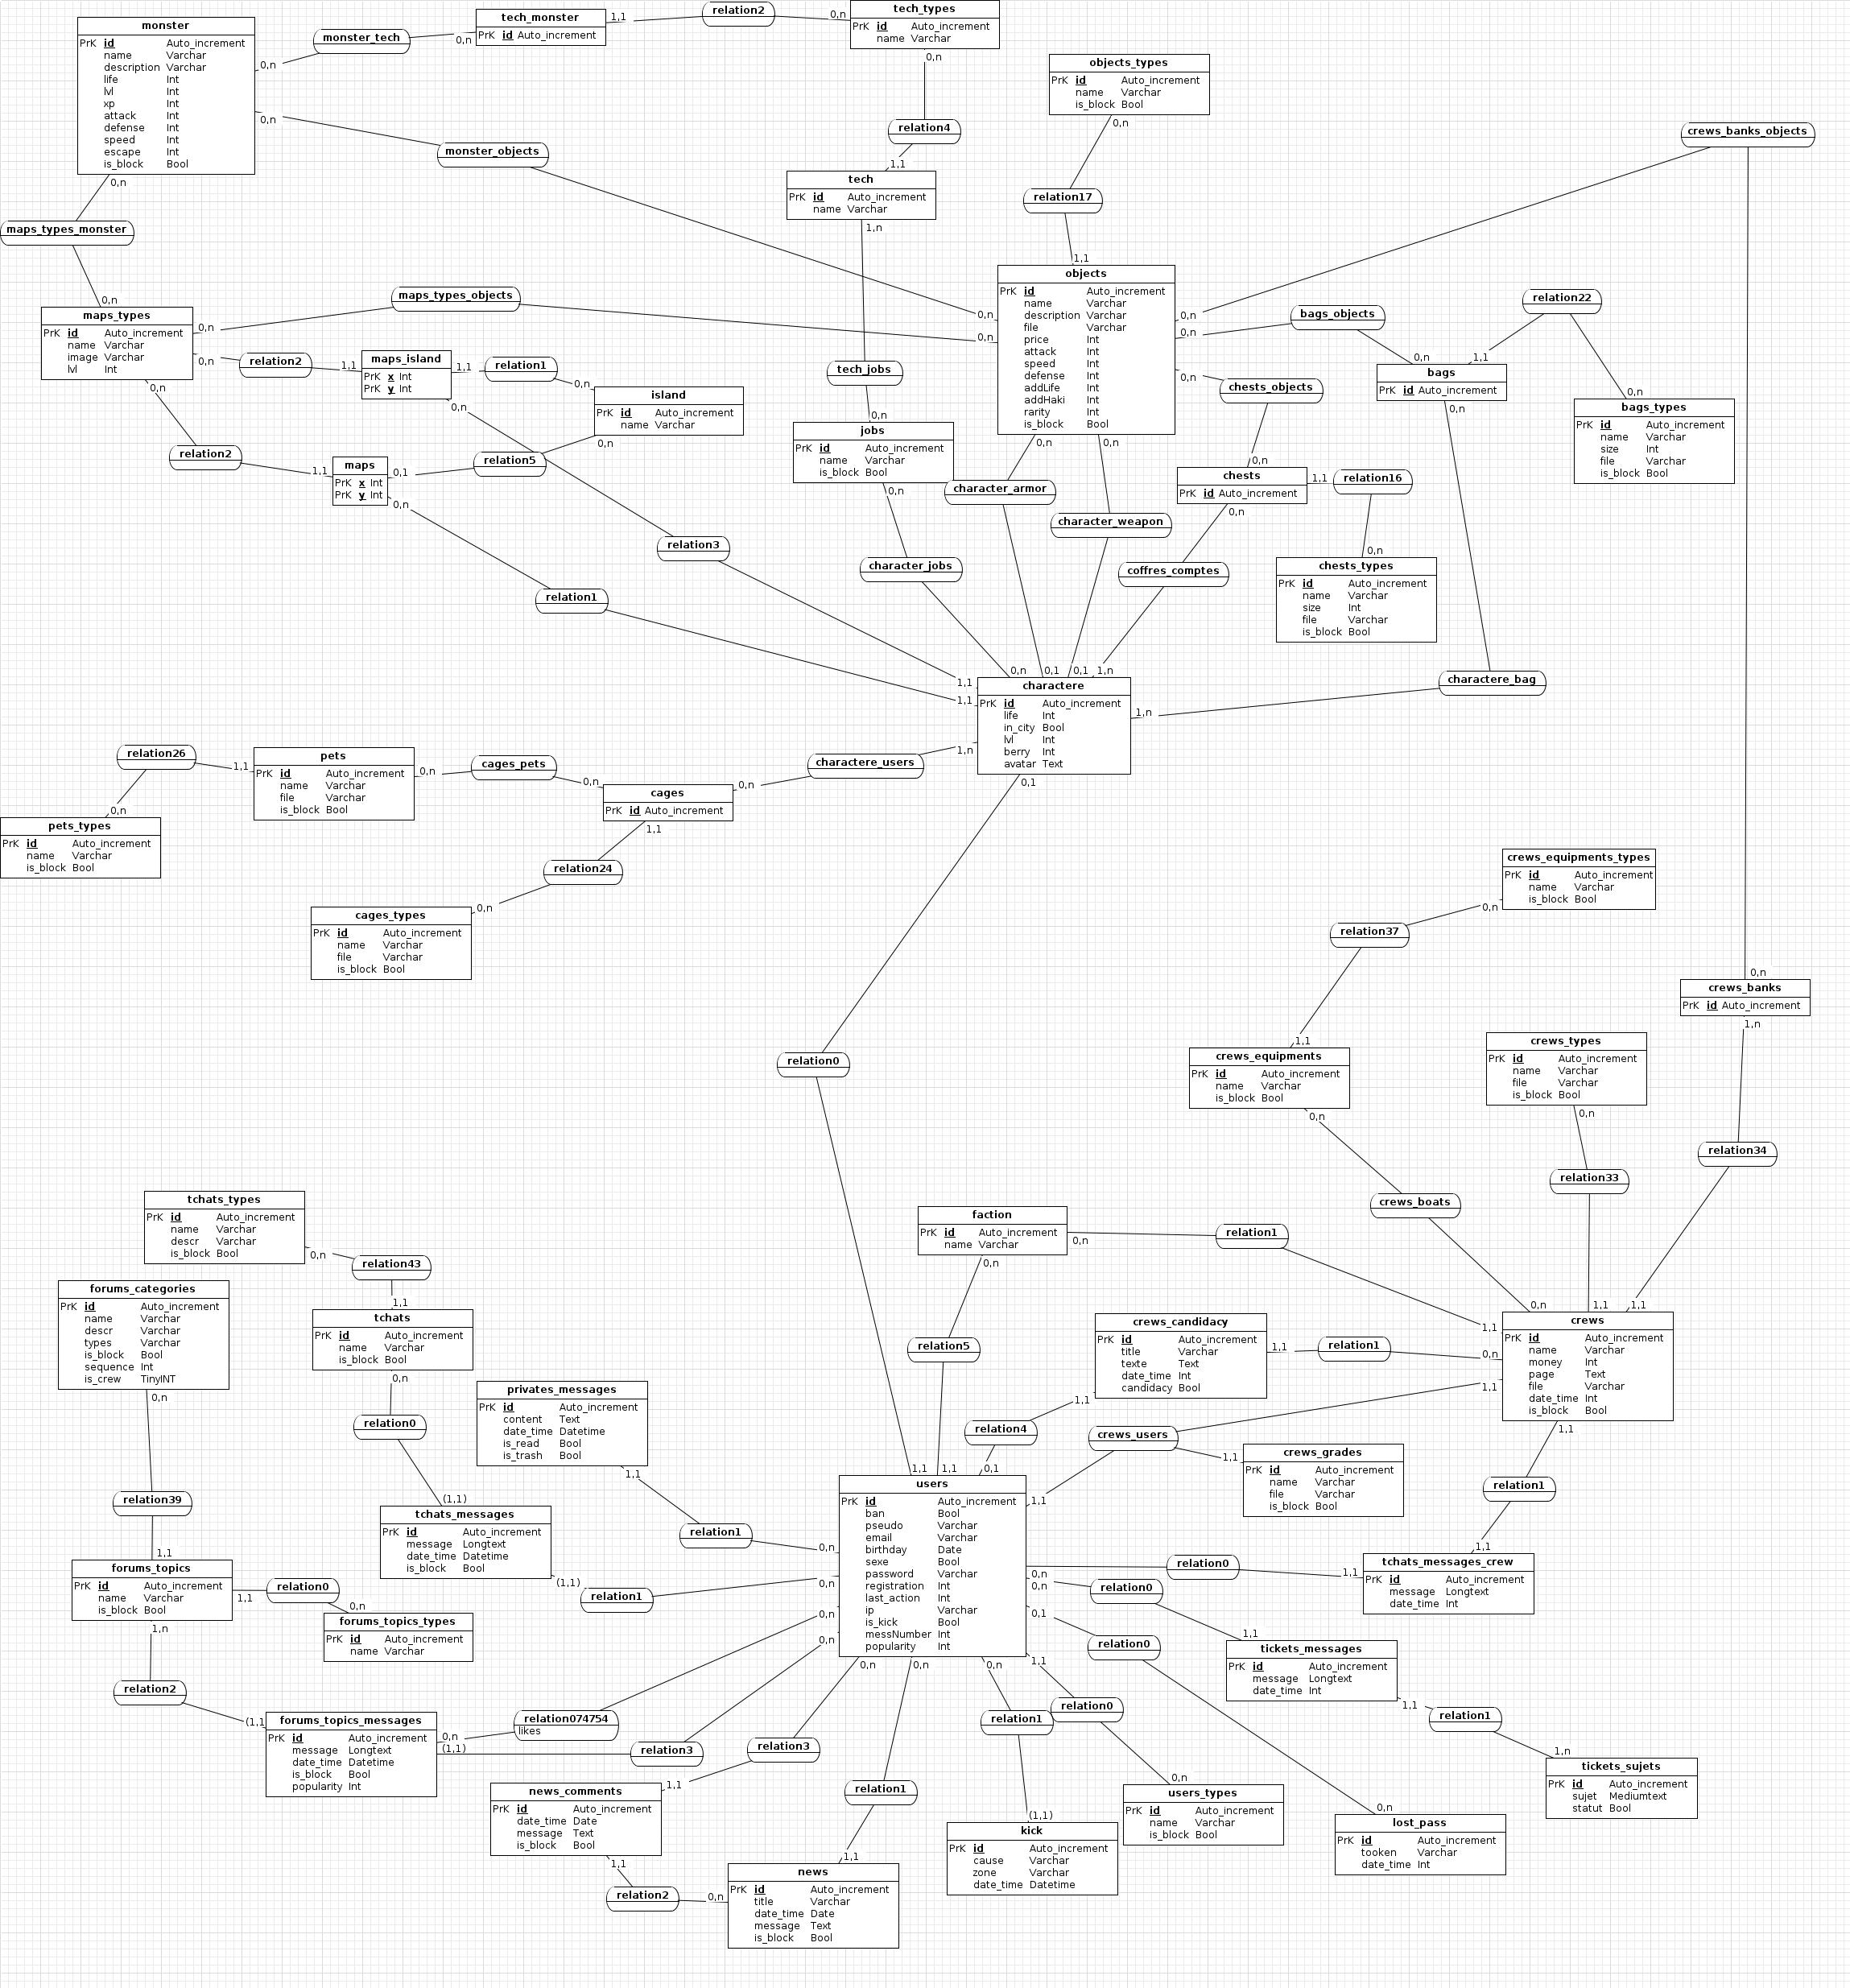 monster
PrK id Auto_increment
name Varchar
description Varchar
life Int
lvl Int
xp Int
attack Int
defense Int
speed Int
escape Int
is_block Bool
0,n
0,n
0,n
monster_tech
0,n
tech_monster
PrK id Auto_increment
1,1
relation2
0,n
tech_types
PrK id Auto_increment
name Varchar
0,n
relation4
1,1
tech
PrK id Auto_increment
name Varchar
1,n
objects_types
PrK id Auto_increment
name Varchar
is_block Bool
0,n
relation17
1,1
crews_banks_objects
monster_objects
maps_types_monster
0,n
maps_types
PrK id Auto_increment
name Varchar
image Varchar
lvl Int
0,n
0,n
0,n
maps_types_objects
relation2
1,1
maps_island
PrK x Int
PrK y Int
1,1
0,n
relation1
0,n
island
PrK id Auto_increment
name Varchar
0,n
relation2
1,1
maps
PrK x Int
PrK y Int
0,1
0,n
relation5
relation3
relation1
tech_jobs
0,n
jobs
PrK id Auto_increment
name Varchar
is_block Bool
0,n
character_jobs
objects
PrK id Auto_increment
name Varchar
description Varchar
file Varchar
price Int
attack Int
speed Int
defense Int
addLife Int
addHaki Int
rarity Int
is_block Bool
0,n
0,n
0,n
0,n
0,n
0,n
0,n
bags_objects
0,n
relation22
1,1
bags
PrK id Auto_increment
0,n
0,n
bags_types
PrK id Auto_increment
name Varchar
size Int
file Varchar
is_block Bool
chests_objects
0,n
chests
PrK id Auto_increment
1,1
0,n
relation16
0,n
chests_types
PrK id Auto_increment
name Varchar
size Int
file Varchar
is_block Bool
character_armor
character_weapon
coffres_comptes
charactere_bag
0,n
0,1
0,1
1,n
1,1
1,1
1,n
1,n
charactere
PrK id Auto_increment
life Int
in_city Bool
lvl Int
berry Int
avatar Text
0,1
relation26
1,1
pets
PrK id Auto_increment
name Varchar
file Varchar
is_block Bool
0,n
cages_pets
0,n
0,n
pets_types
PrK id Auto_increment
name Varchar
is_block Bool
cages
PrK id Auto_increment
0,n
1,1
charactere_users
relation24
0,n
cages_types
PrK id Auto_increment
name Varchar
file Varchar
is_block Bool
relation0
crews_equipments_types
PrK id Auto_increment
name Varchar
is_block Bool
0,n
relation37
1,1
crews_equipments
PrK id Auto_increment
name Varchar
is_block Bool
0,n
crews_boats
0,n
crews_banks
PrK id Auto_increment
1,n
crews_types
PrK id Auto_increment
name Varchar
file Varchar
is_block Bool
0,n
relation33
relation34
tchats_types
PrK id Auto_increment
name Varchar
descr Varchar
is_block Bool
0,n
relation43
1,1
tchats
PrK id Auto_increment
name Varchar
is_block Bool
0,n
relation0
(1,1)
tchats_messages
PrK id Auto_increment
message Longtext
date_time Datetime
is_block Bool
(1,1)
relation1
forums_categories
PrK id Auto_increment
name Varchar
descr Varchar
types Varchar
is_block Bool
sequence Int
is_crew TinyINT
0,n
relation39
1,1
forums_topics
PrK id Auto_increment
name Varchar
is_block Bool
1,1
1,n
relation0
0,n
forums_topics_types
PrK id Auto_increment
name Varchar
relation2
(1,1
forums_topics_messages
PrK id Auto_increment
message Longtext
date_time Datetime
is_block Bool
popularity Int
0,n
(1,1)
relation074754
likes
relation3
privates_messages
PrK id Auto_increment
content Text
date_time Datetime
is_read Bool
is_trash Bool
1,1
relation1
faction
PrK id Auto_increment
name Varchar
0,n
0,n
relation1
relation5
crews_candidacy
PrK id Auto_increment
title Varchar
texte Text
date_time Int
candidacy Bool
1,1
1,1
relation1
relation4
0,n
1,1
1,1
1,1
0,n
1,1
1,1
crews
PrK id Auto_increment
name Varchar
money Int
page Text
file Varchar
date_time Int
is_block Bool
crews_users
1,1
crews_grades
PrK id Auto_increment
name Varchar
file Varchar
is_block Bool
relation1
1,1
tchats_messages_crew
PrK id Auto_increment
message Longtext
date_time Int
1,1
relation0
1,1
1,1
0,1
1,1
users
PrK id Auto_increment
ban Bool
pseudo Varchar
email Varchar
birthday Date
sexe Bool
password Varchar
registration Int
last_action Int
ip Varchar
is_kick Bool
messNumber Int
popularity Int
0,n
0,n
0,n
0,n
0,n
0,n
0,1
1,1
0,n
0,n
0,n
relation0
1,1
tickets_messages
PrK id Auto_increment
message Longtext
date_time Int
1,1
relation1
1,n
tickets_sujets
PrK id Auto_increment
sujet Mediumtext
statut Bool
relation0
0,n
lost_pass
PrK id Auto_increment
tooken Varchar
date_time Int
relation0
0,n
users_types
PrK id Auto_increment
name Varchar
is_block Bool
relation1
(1,1)
kick
PrK id Auto_increment
cause Varchar
zone Varchar
date_time Datetime
relation3
1,1
news_comments
PrK id Auto_increment
date_time Date
message Text
is_block Bool
1,1
relation2
0,n
relation1
1,1
news
PrK id Auto_increment
title Varchar
date_time Date
message Text
is_block Bool